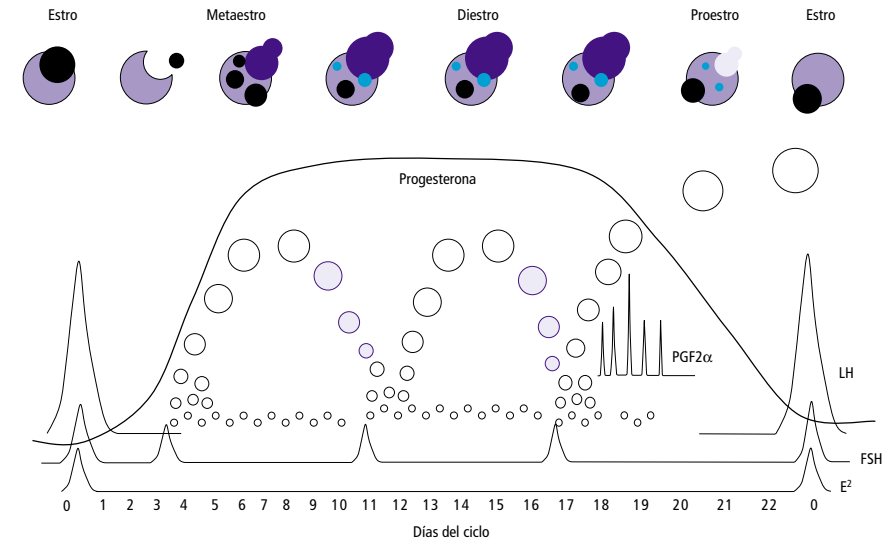 Estro Metaestro Diestro Proestro Estro
Progesterona
PGF2α
LH
FSH
E²
0 1 2 3 4 5 6 7 8 9 10 11 12 13 14 15 16 17 18 19 20 21 22 0
Días del ciclo